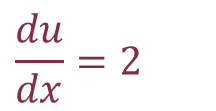 du/dx = 2